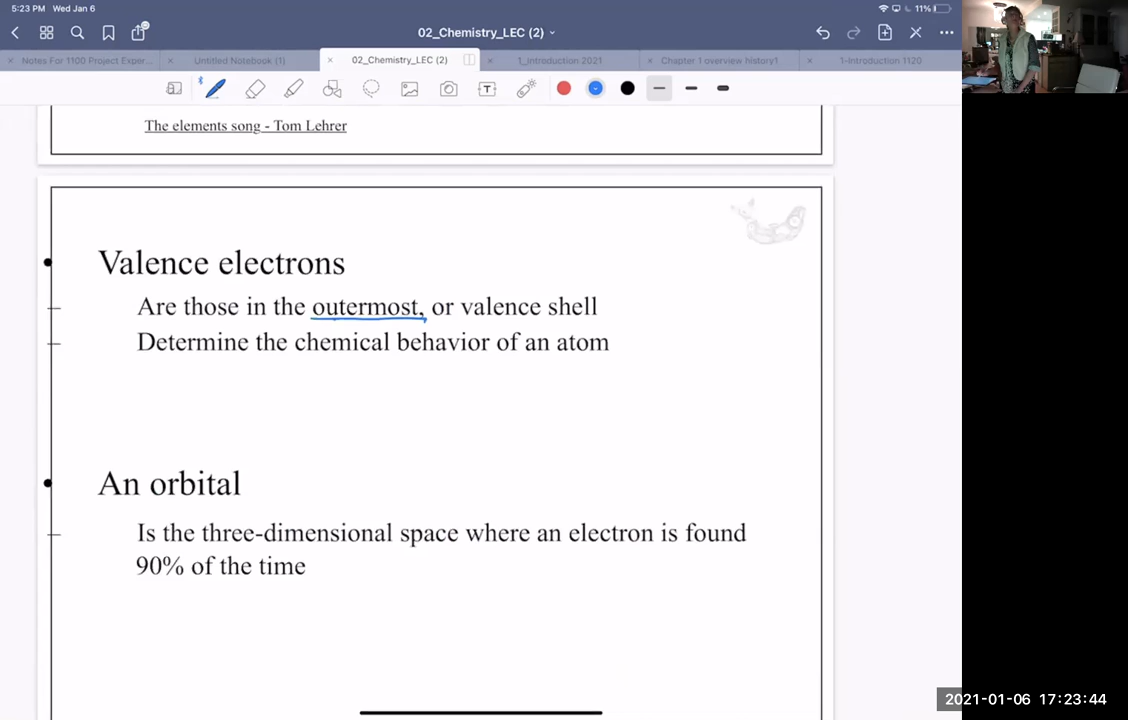 5:23 PM Wed Jan 6
11%
02_Chemistry_LEC (2)
Notes For 1100 Project Exper...
Untitled Notebook (1)
02_Chemistry_LEC (2)
1_Introduction 2021
Chapter 1 overview history1
1-Introduction 1120
T
The elements song - Tom Lehrer
Valence electrons
Are those in the outermost, or valence shell
Determine the chemical behavior of an atom
An orbital
Is the three-dimensional space where an electron is found
90% of the time
2021-01-06 17:23:44